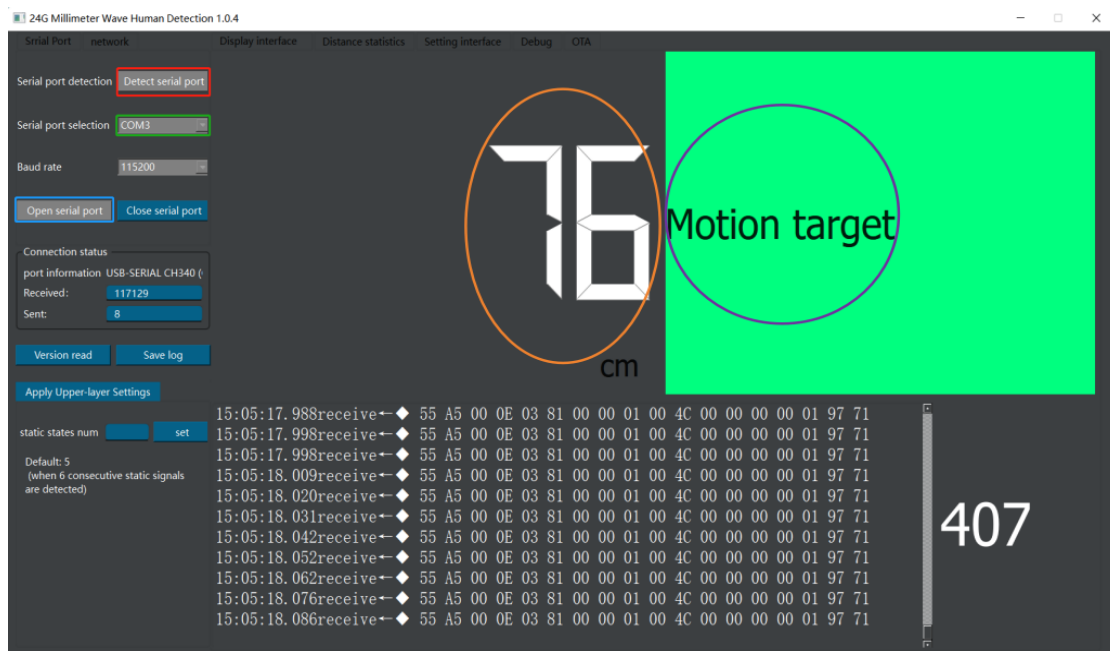 24G Millimeter Wave Human Detection 1.0.4
Srrial Port network Display interface Distance statistics Setting interface Debug OTA
Serial port detection Detect serial port
Serial port selection COM3
Baud rate 115200
Open serial port Close serial port
Connection status
port information USB-SERIAL CH340 (
Received: 117129
Sent: 8
Version read Save log
Apply Upper-layer Settings
static states num set
Default: 5
(when 6 consecutive static signals
are detected)
76
cm
Motion target
15:05:17.988receive←◆ 55 A5 00 0E 03 81 00 00 01 00 4C 00 00 00 00 01 97 71
15:05:17.998receive←◆ 55 A5 00 0E 03 81 00 00 01 00 4C 00 00 00 00 01 97 71
15:05:17.998receive←◆ 55 A5 00 0E 03 81 00 00 01 00 4C 00 00 00 00 01 97 71
15:05:18.009receive←◆ 55 A5 00 0E 03 81 00 00 01 00 4C 00 00 00 00 01 97 71
15:05:18.020receive←◆ 55 A5 00 0E 03 81 00 00 01 00 4C 00 00 00 00 01 97 71
15:05:18.031receive←◆ 55 A5 00 0E 03 81 00 00 01 00 4C 00 00 00 00 01 97 71
15:05:18.042receive←◆ 55 A5 00 0E 03 81 00 00 01 00 4C 00 00 00 00 01 97 71
15:05:18.052receive←◆ 55 A5 00 0E 03 81 00 00 01 00 4C 00 00 00 00 01 97 71
15:05:18.062receive←◆ 55 A5 00 0E 03 81 00 00 01 00 4C 00 00 00 00 01 97 71
15:05:18.076receive←◆ 55 A5 00 0E 03 81 00 00 01 00 4C 00 00 00 00 01 97 71
15:05:18.086receive←◆ 55 A5 00 0E 03 81 00 00 01 00 4C 00 00 00 00 01 97 71
407